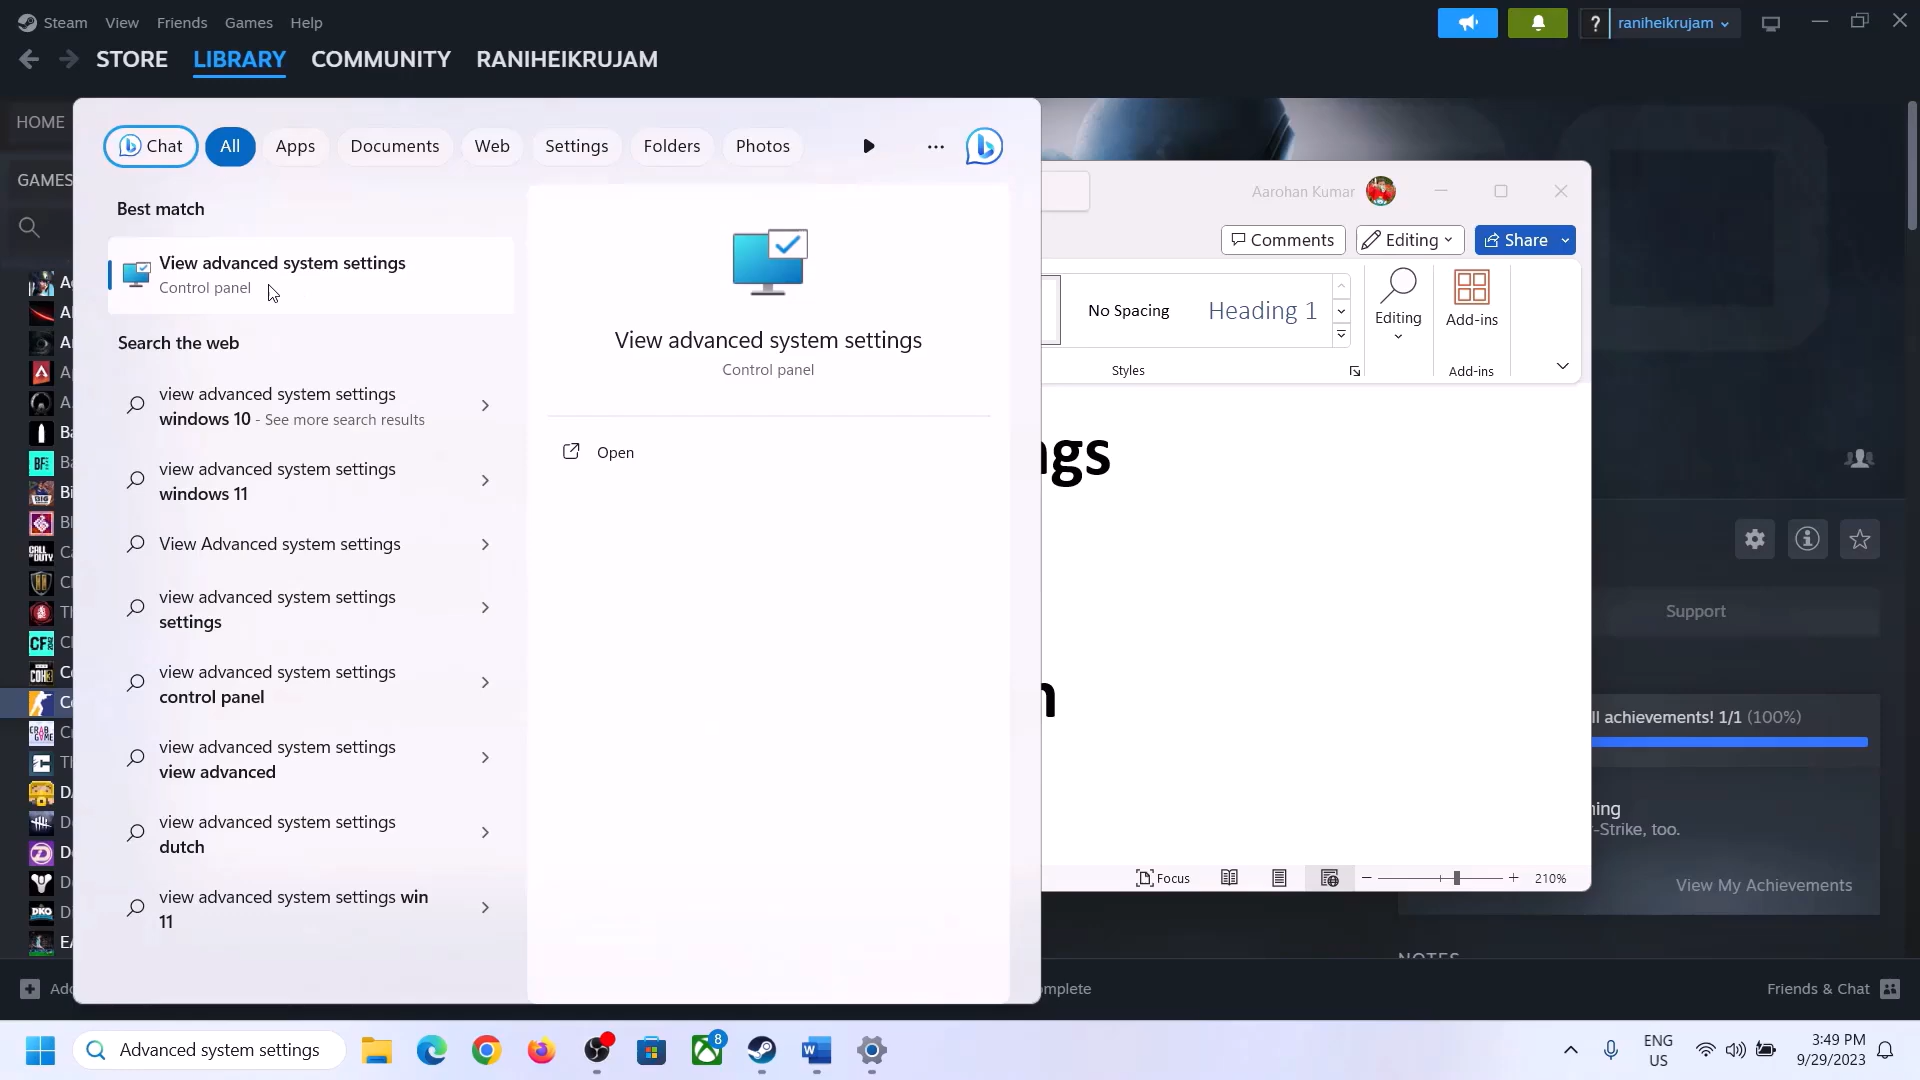 Steam View Friends Games Help
? raniheikrujam
STORE LIBRARY COMMUNITY RANIHEIKRUJAM
HOME
GAMES
Chat All Apps Documents Web Settings Folders Photos
Best match
View advanced system settings
Control panel
Search the web
view advanced system settings
windows 10 - See more search results
view advanced system settings
windows 11
View Advanced system settings
view advanced system settings
settings
view advanced system settings
control panel
view advanced system settings
view advanced
view advanced system settings
dutch
view advanced system settings win
11
View advanced system settings
Control panel
Open
Aarohan Kumar
Comments Editing Share
No Spacing Heading 1
Editing
Add-ins
Styles
Add-ins
ngs
n
Focus
210%
Support
ll achievements! 1/1 (100%)
ning
-Strike, too.
View My Achievements
NOTES
mplete
Friends & Chat
Advanced system settings
8
ENG
US
3:49 PM
9/29/2023